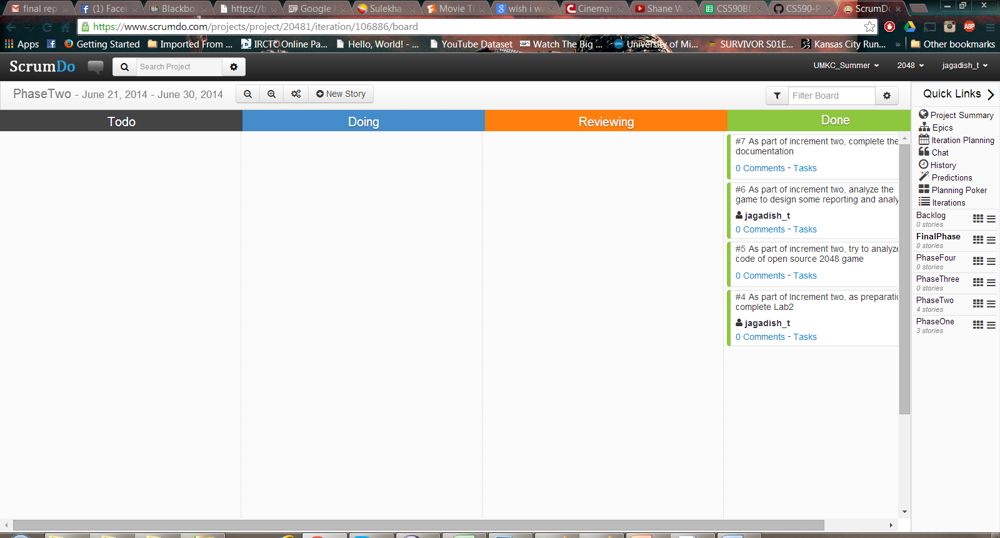 final rep
(1) Facel
Blackbo
https://b
Google
Sulekha
Movie Ti
wish i wa
Cinemar
Shane W
CS590BD
CS590-P
ScrumDo
https://www.scrumdo.com/projects/project/20481/iteration/106886/board
Apps
Getting Started
Imported From ...
IRCTC Online Pa...
Hello, World! - ...
YouTube Dataset
Watch The Big ...
University of Mi...
SURVIVOR S01E...
Kansas City Run...
»
Other bookmarks
ScrumDo
Search Project
UMKC_Summer
2048
jagadish_t
PhaseTwo - June 21, 2014 - June 30, 2014
New Story
Filter Board
Todo
Doing
Reviewing
Done
#7 As part of increment two, complete the
documentation
0 Comments - Tasks
#6 As part of increment two, analyze the
game to design some reporting and analy
jagadish_t
0 Comments - Tasks
#5 As part of increment two, try to analyze
code of open source 2048 game
0 Comments - Tasks
#4 As part of Increment two, as preparatic
complete Lab2
jagadish_t
0 Comments - Tasks
Quick Links
Project Summary
Epics
Iteration Planning
Chat
History
Predictions
Planning Poker
Iterations
Backlog
0 stories
FinalPhase
0 stories
PhaseFour
0 stories
PhaseThree
0 stories
PhaseTwo
4 stories
PhaseOne
3 stories